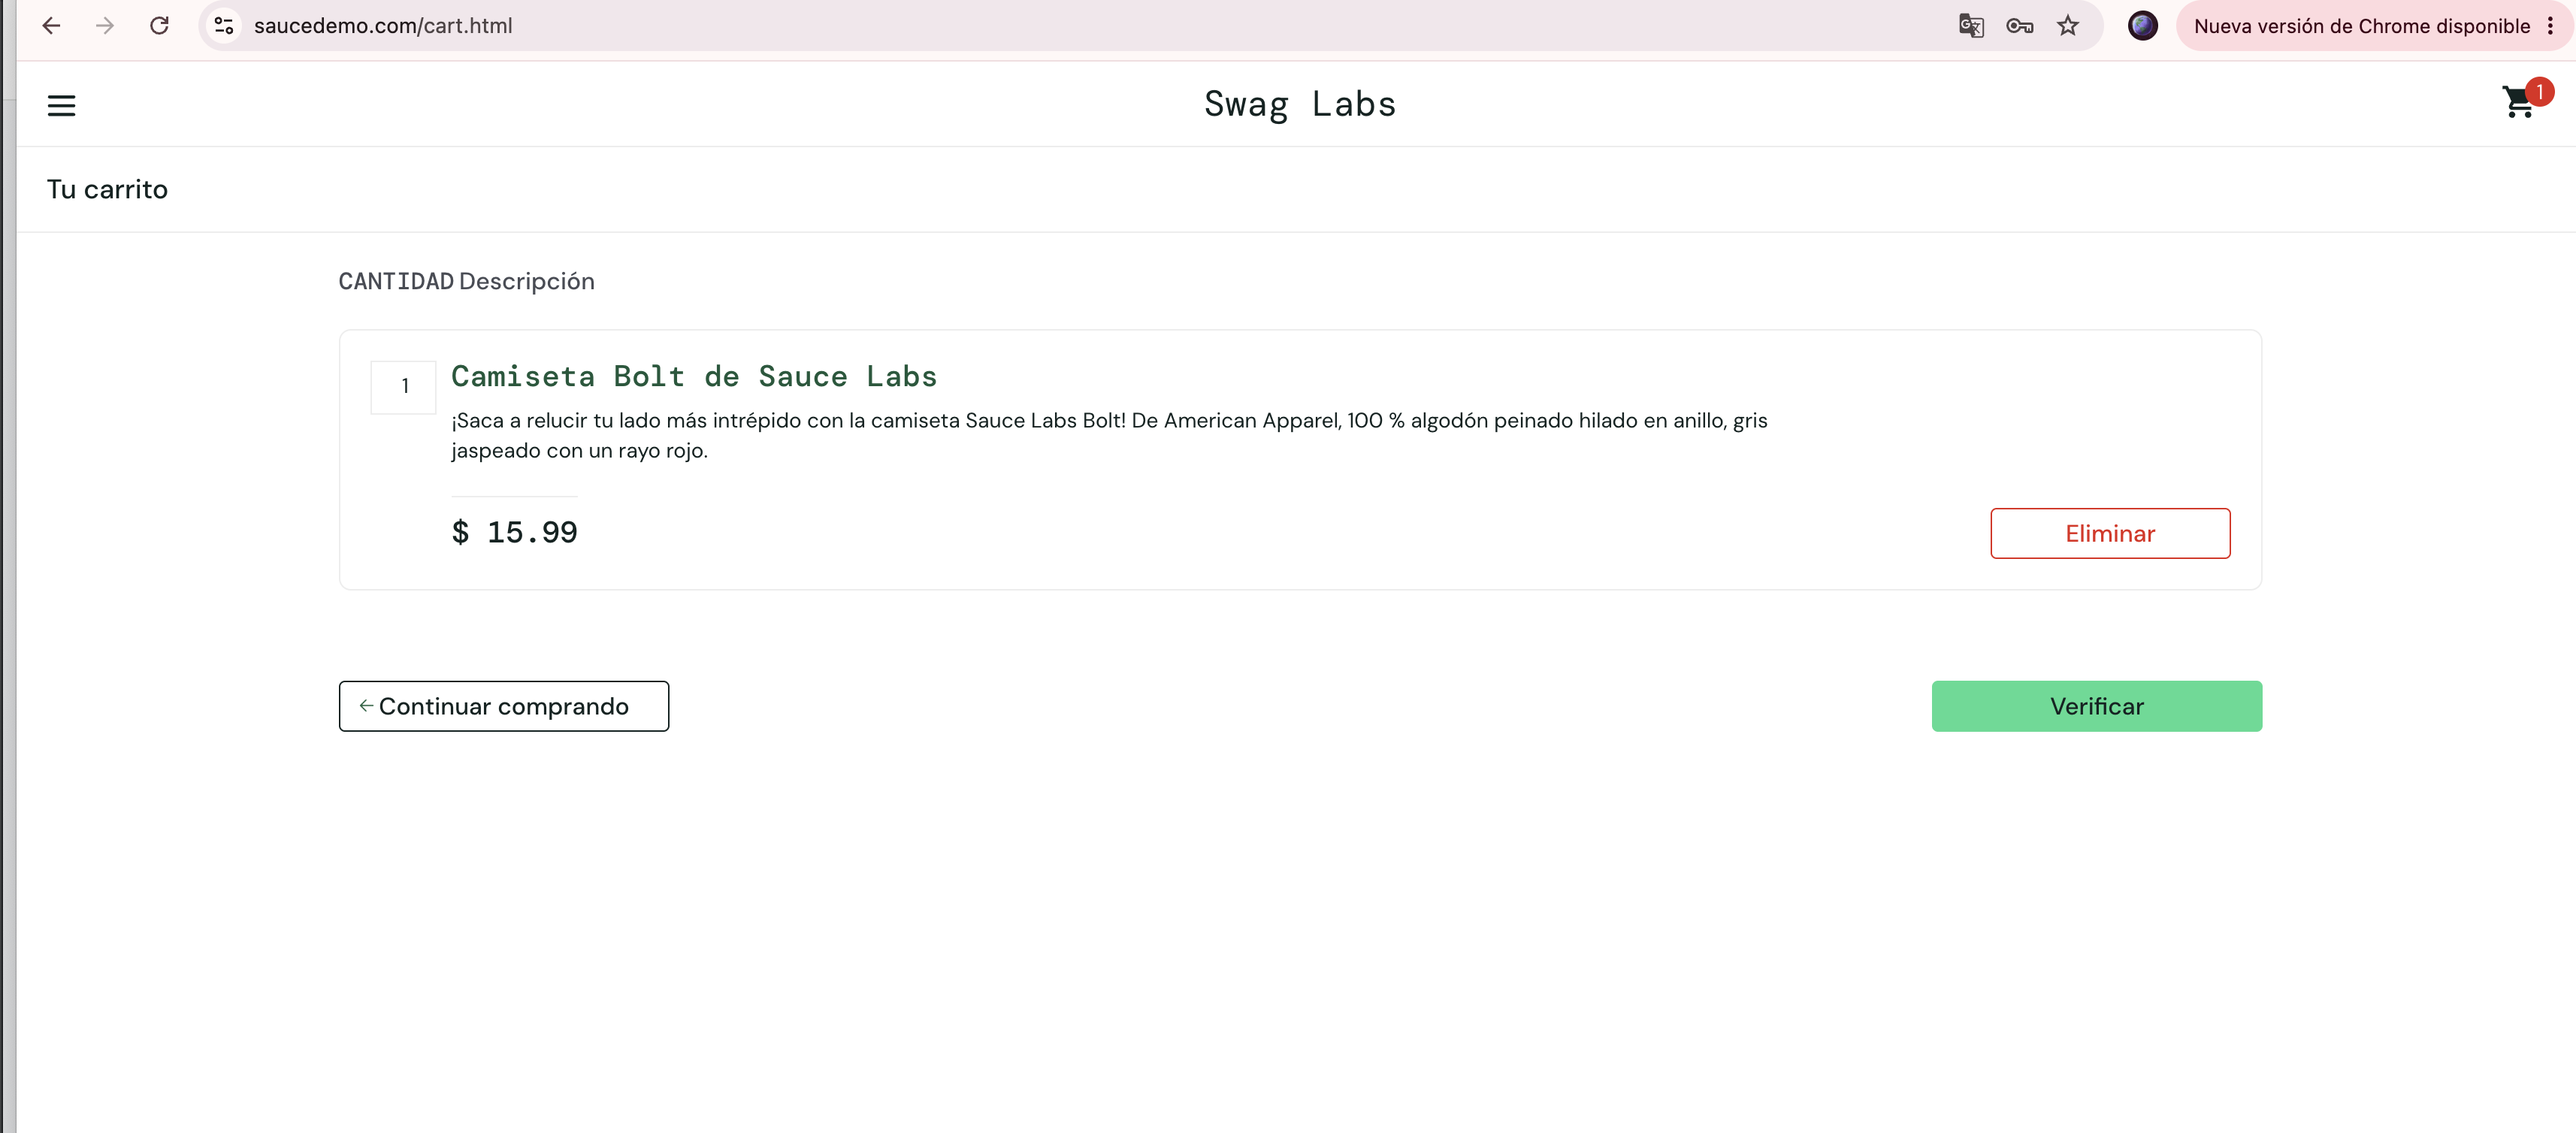 saucedemo.com/cart.html
Nueva versión de Chrome disponible
Swag Labs
1
Tu carrito
CANTIDAD Descripción
1
Camiseta Bolt de Sauce Labs
¡Saca a relucir tu lado más intrépido con la camiseta Sauce Labs Bolt! De American Apparel, 100 % algodón peinado hilado en anillo, gris
jaspeado con un rayo rojo.
$ 15.99
Eliminar
Continuar comprando
Verificar